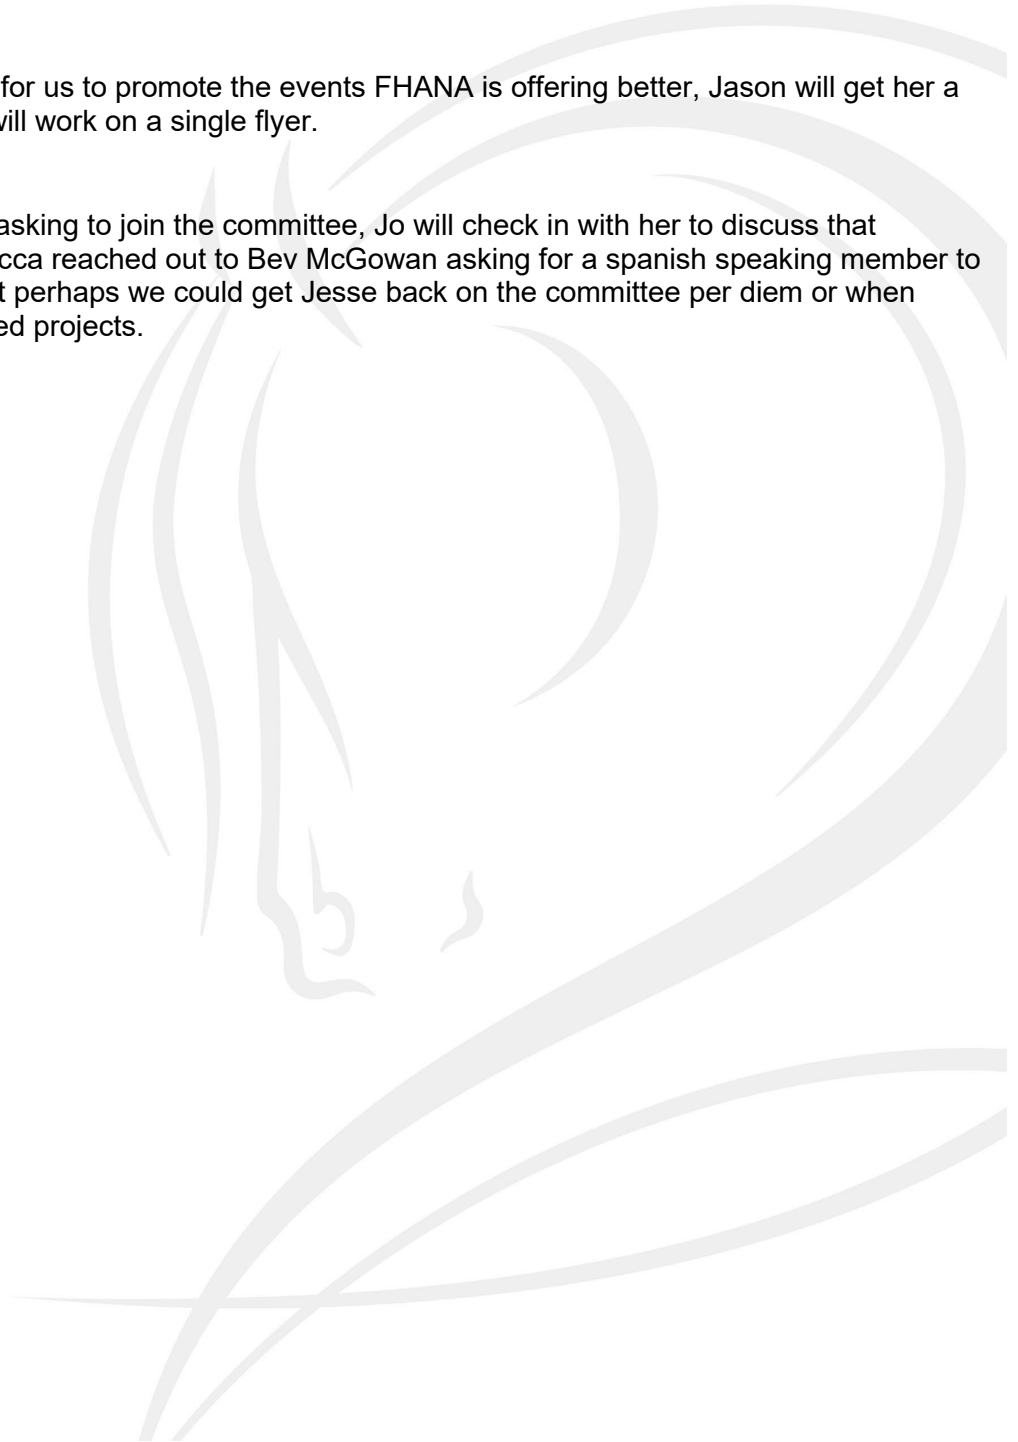 for us to promote the events FHANA is offering better, Jason will get her a
will work on a single flyer.
asking to join the committee, Jo will check in with her to discuss that
cca reached out to Bev McGowan asking for a spanish speaking member to
t perhaps we could get Jesse back on the committee per diem or when
ed projects.